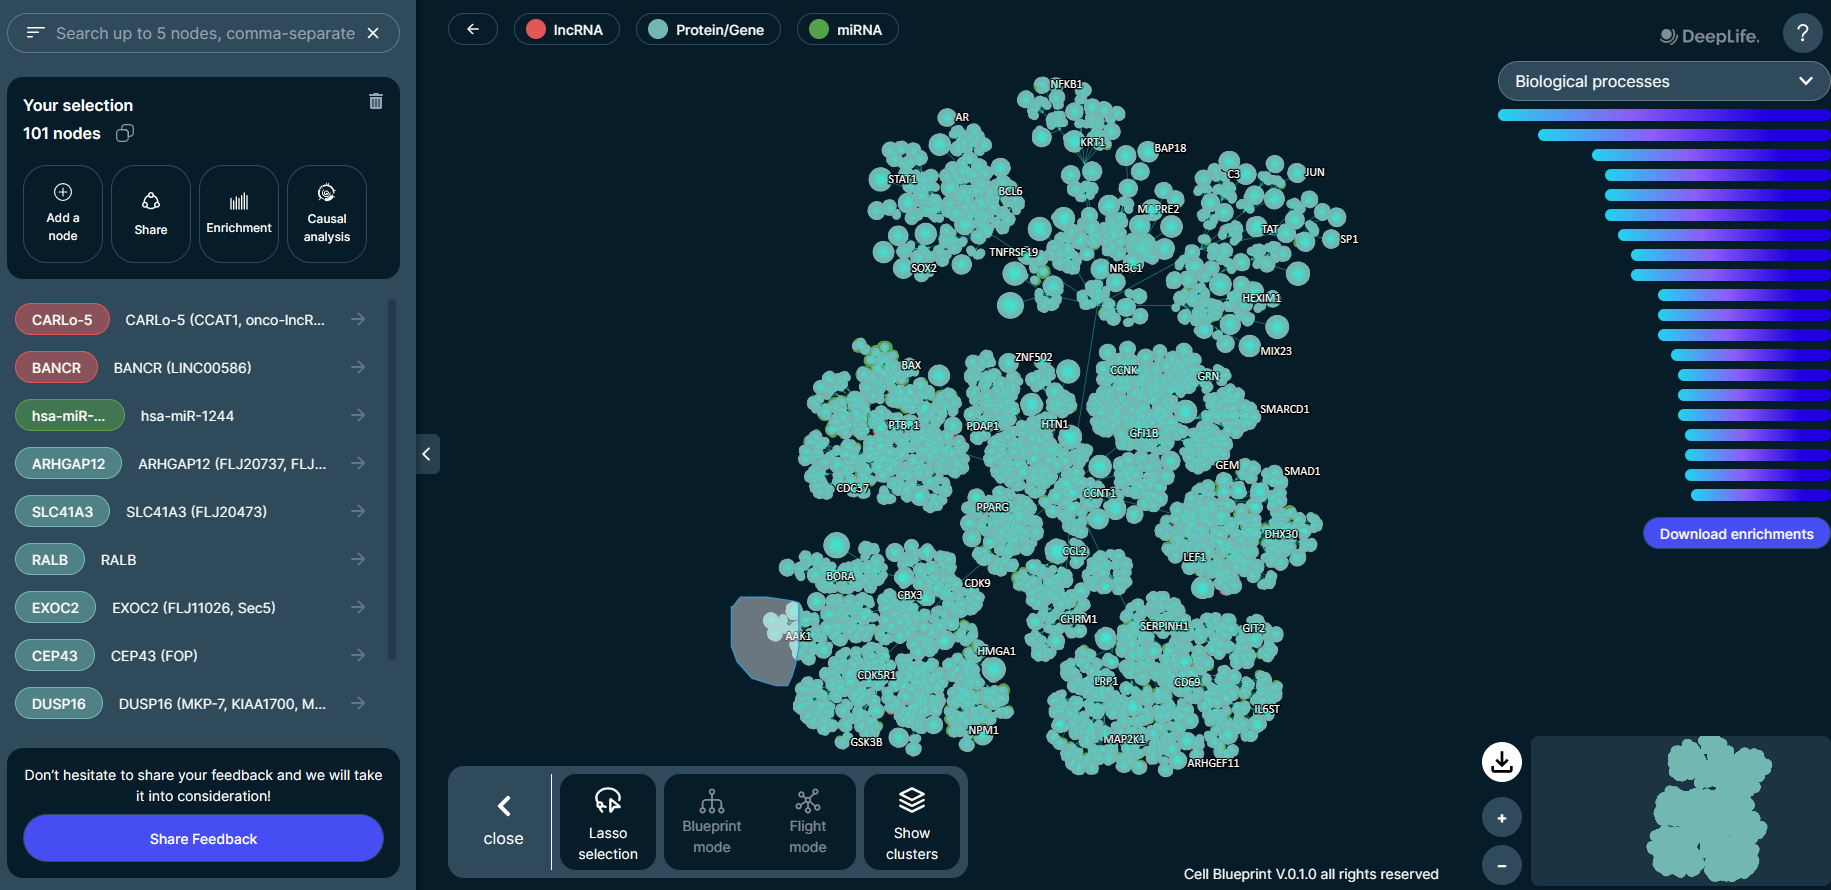 Search up to 5 nodes, comma-separate
lncRNA
Protein/Gene
miRNA
DeepLife.
?
Your selection
101 nodes
Add a
node
Share
Enrichment
Causal
analysis
CARLo-5
CARLo-5 (CCAT1, onco-lncR...
BANCR
BANCR (LINC00586)
hsa-miR-...
hsa-miR-1244
ARHGAP12
ARHGAP12 (FLJ20737, FLJ...
SLC41A3
SLC41A3 (FLJ20473)
RALB
RALB
EXOC2
EXOC2 (FLJ11026, Sec5)
CEP43
CEP43 (FOP)
DUSP16
DUSP16 (MKP-7, KIAA1700, M...
Don't hesitate to share your feedback and we will take
it into consideration!
Share Feedback
NFKB1
AR
KRT1
BAP18
STAT1
C3
JUN
BCL6
MAPRE2
TAT
SP1
TNFRSF19
SOX2
NR3C1
HEXIM1
MIX23
BAX
ZNF502
CCNK
GRN
SMARCD1
PTBP1
PDAP1
HTN1
GFI1B
GEM
SMAD1
CDC37
CCNT1
PPARG
DHX30
CCL2
LEF1
BORA
CDK9
CBX3
CHRM1
SERPINH1
GIT2
AAK1
HMGA1
CDK5R1
LRP1
CD69
IL6ST
NPM1
GSK3B
MAP2K1
ARHGEF11
Biological processes
Download enrichments
close
Lasso
selection
Blueprint
mode
Flight
mode
Show
clusters
Cell Blueprint V.0.1.0 all rights reserved
+
−